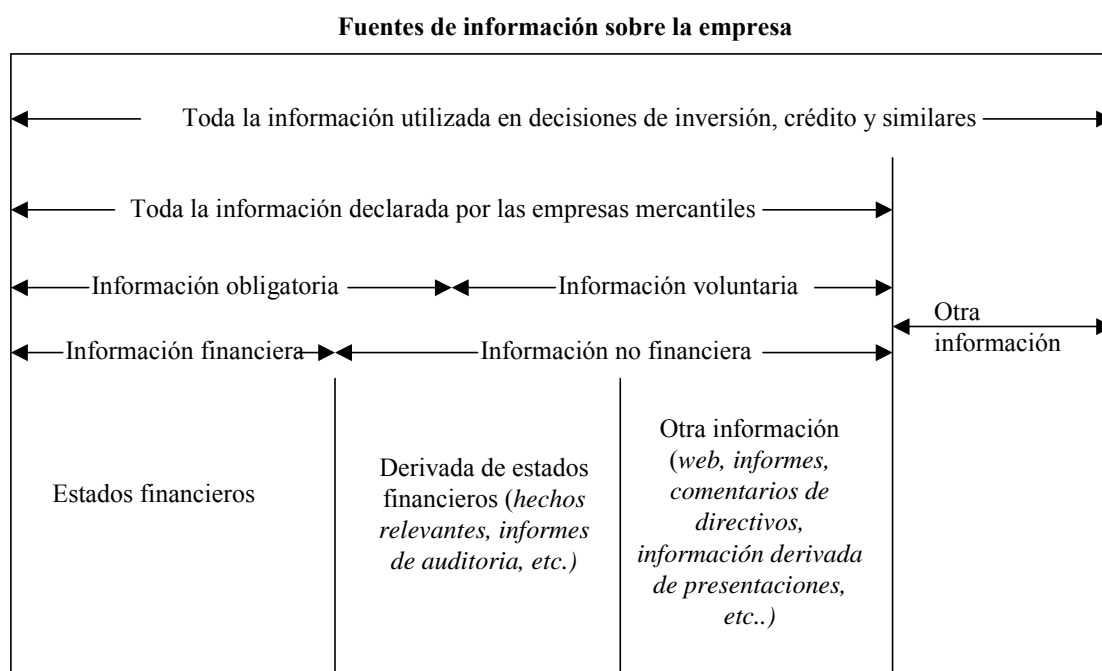 Fuentes de información sobre la empresa
Toda la información utilizada en decisiones de inversión, crédito y similares
Toda la información declarada por las empresas mercantiles
Información obligatoria
Información voluntaria
Otra
información
Información financiera
Información no financiera
Estados financieros
Derivada de estados
financieros (hechos
relevantes, informes
de auditoria, etc.)
Otra información
(web, informes,
comentarios de
directivos,
información derivada
de presentaciones,
etc..)